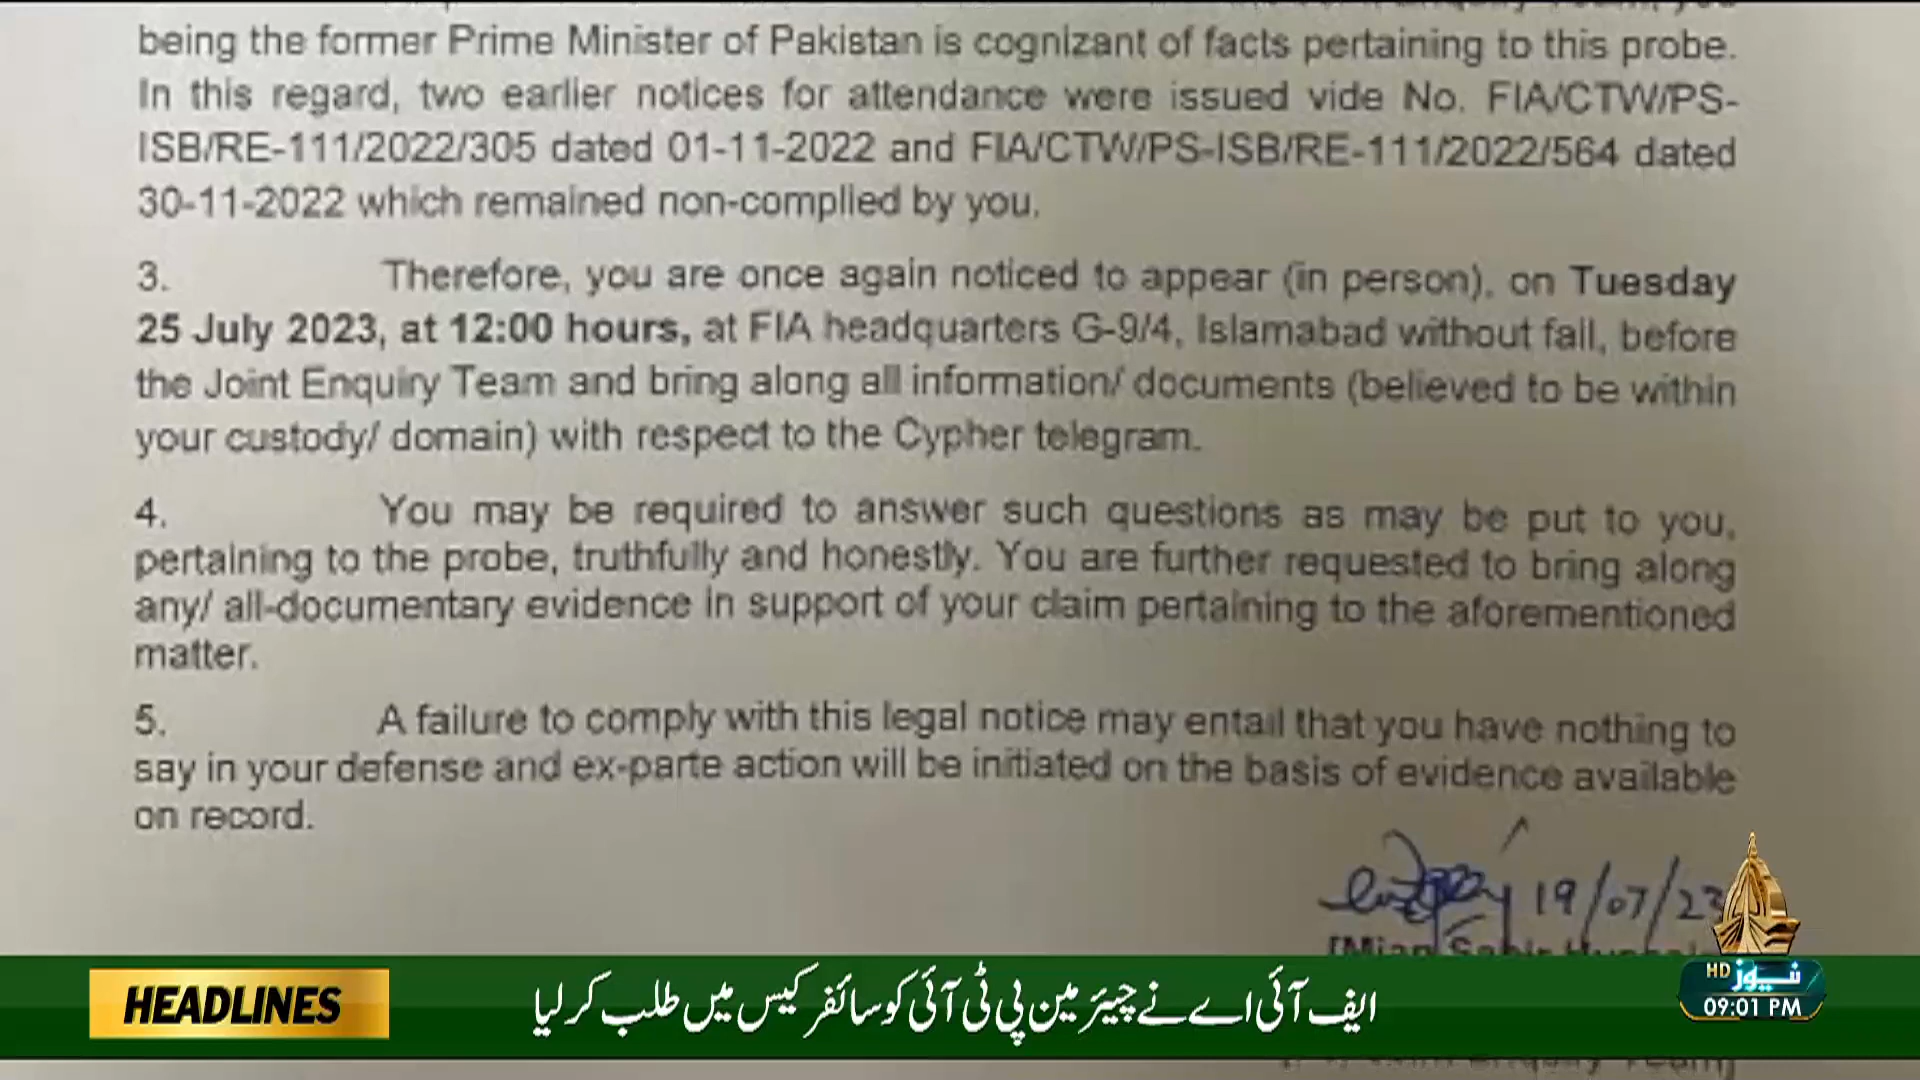 being the former Prime Minister of Pakistan is cognizant of facts pertaining to this probe.
In this regard, two earlier notices for attendance were issued vide No. FIA/CTW/PS-
ISB/RE-111/2022/305 dated 01-11-2022 and FIA/CTW/PS-ISB/RE-111/2022/564 dated
30-11-2022 which remained non-complied by you.
3. Therefore, you are once again noticed to appear (in person), on Tuesday
25 July 2023, at 12:00 hours, at FIA headquarters G-9/4, Islamabad without fail, before
the Joint Enquiry Team and bring along all information/ documents (believed to be within
your custody/ domain) with respect to the Cypher telegram.
4. You may be required to answer such questions as may be put to you,
pertaining to the probe, truthfully and honestly. You are further requested to bring along
any/ all-documentary evidence in support of your claim pertaining to the aforementioned
matter.
5. A failure to comply with this legal notice may entail that you have nothing to
say in your defense and ex-parte action will be initiated on the basis of evidence available
on record.
19/07/23
HEADLINES
ایف آئی اے نے چیئرمین پی ٹی آئی کو سائفر کیس میں طلب کر لیا
نیوز HD
09:01 PM